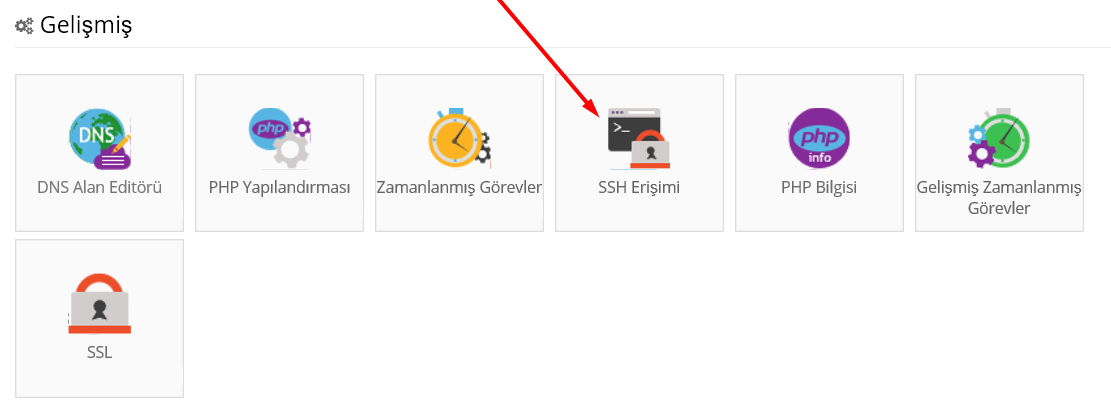 Gelişmiş
DNS
php
>_
php
info
DNS Alan Editörü
PHP Yapılandırması
Zamanlanmış Görevler
SSH Erişimi
PHP Bilgisi
Gelişmiş Zamanlanmış
Görevler
SSL